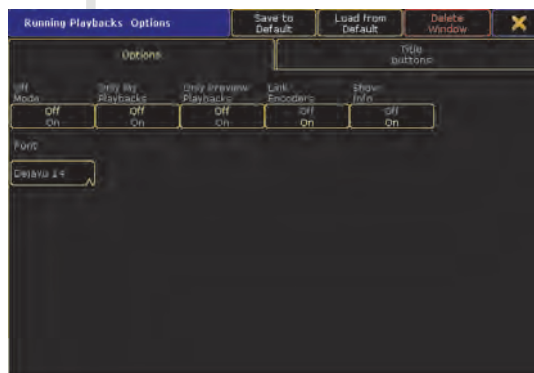 Running Playbacks Options
Save to Default
Load from Default
Delete Window
Options
Title buttons
Off Mode
Only My Playbacks
Only Preview Playbacks
Link Encoders
Show Info
Off On
Off On
Off On
Off On
Off On
Font
Dejavu 14